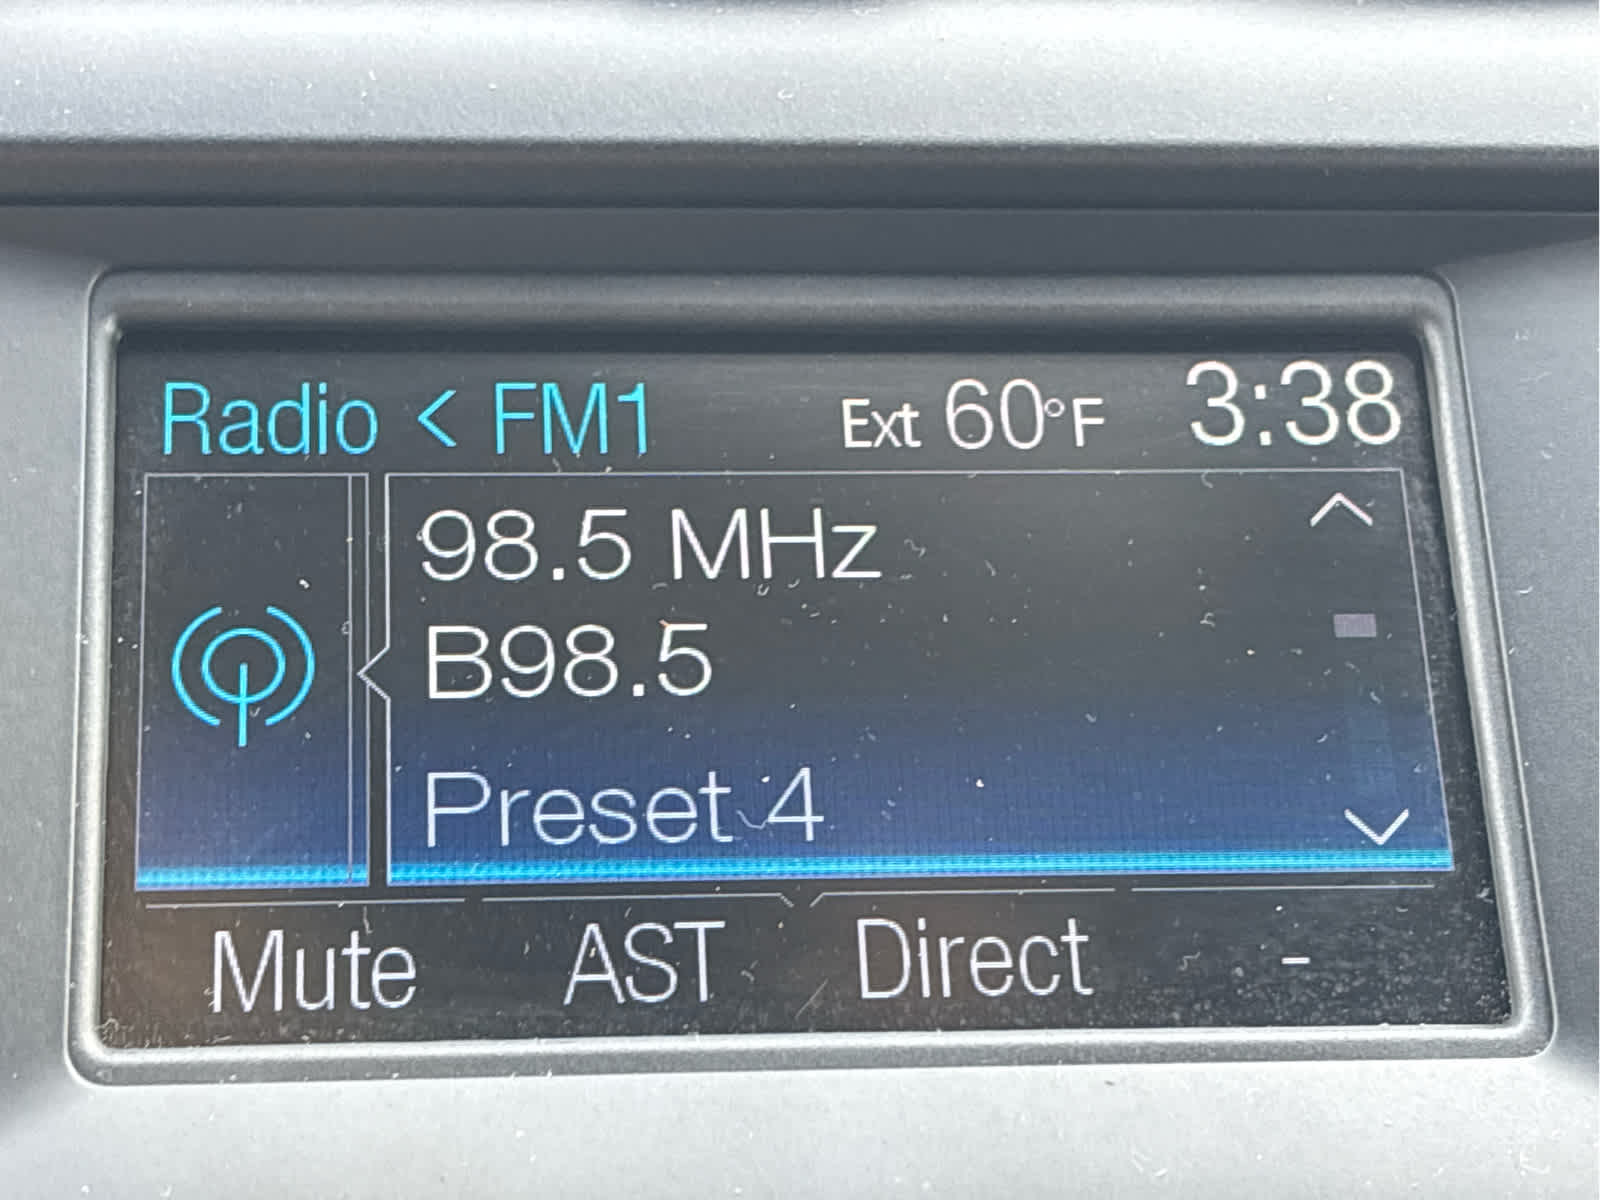 Radio < FM1 Ext 60°F 3:38
98.5 MHz
B98.5
Preset 4
Mute AST Direct -